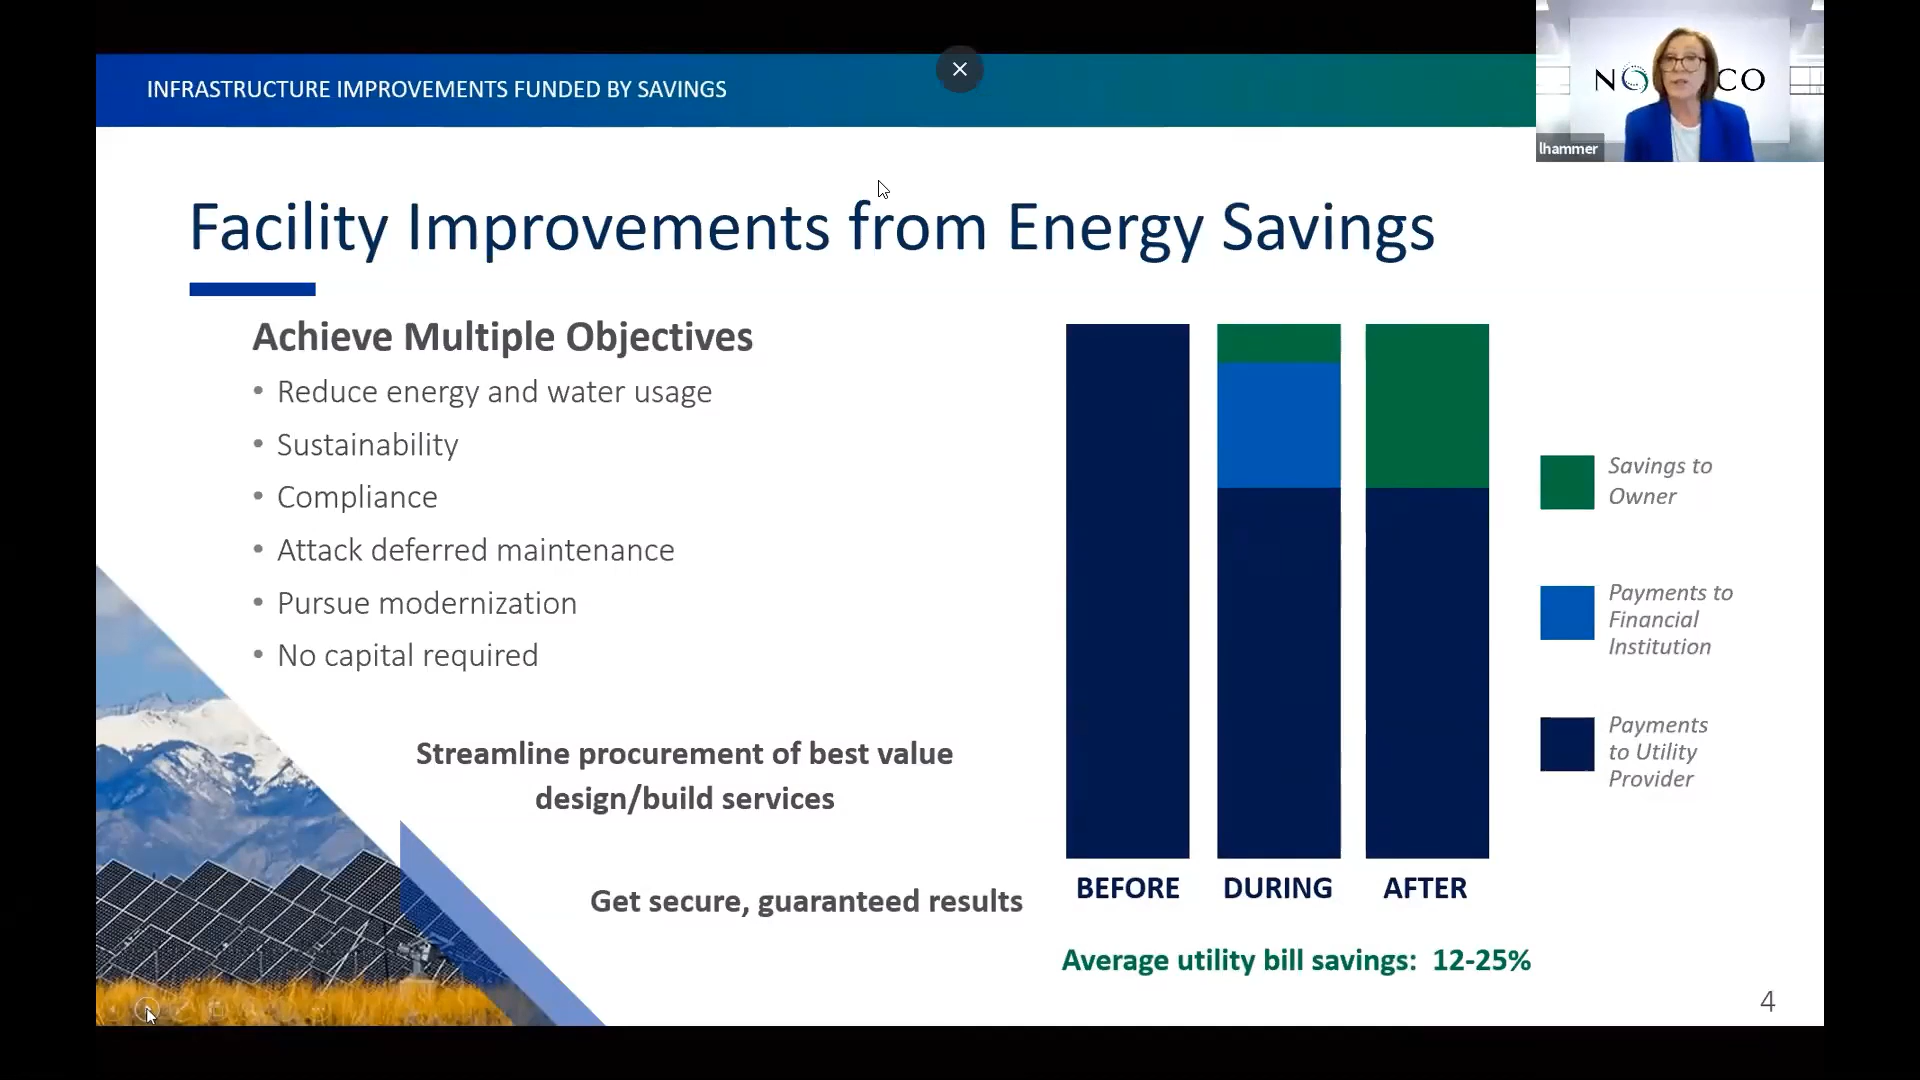 INFRASTRUCTURE IMPROVEMENTS FUNDED BY SAVINGS
lhammer
Facility Improvements from Energy Savings
Achieve Multiple Objectives
• Reduce energy and water usage
• Sustainability
• Compliance
• Attack deferred maintenance
• Pursue modernization
• No capital required
Streamline procurement of best value
design/build services
Get secure, guaranteed results
BEFORE DURING AFTER
Average utility bill savings: 12-25%
Savings to
Owner
Payments to
Financial
Institution
Payments
to Utility
Provider
4